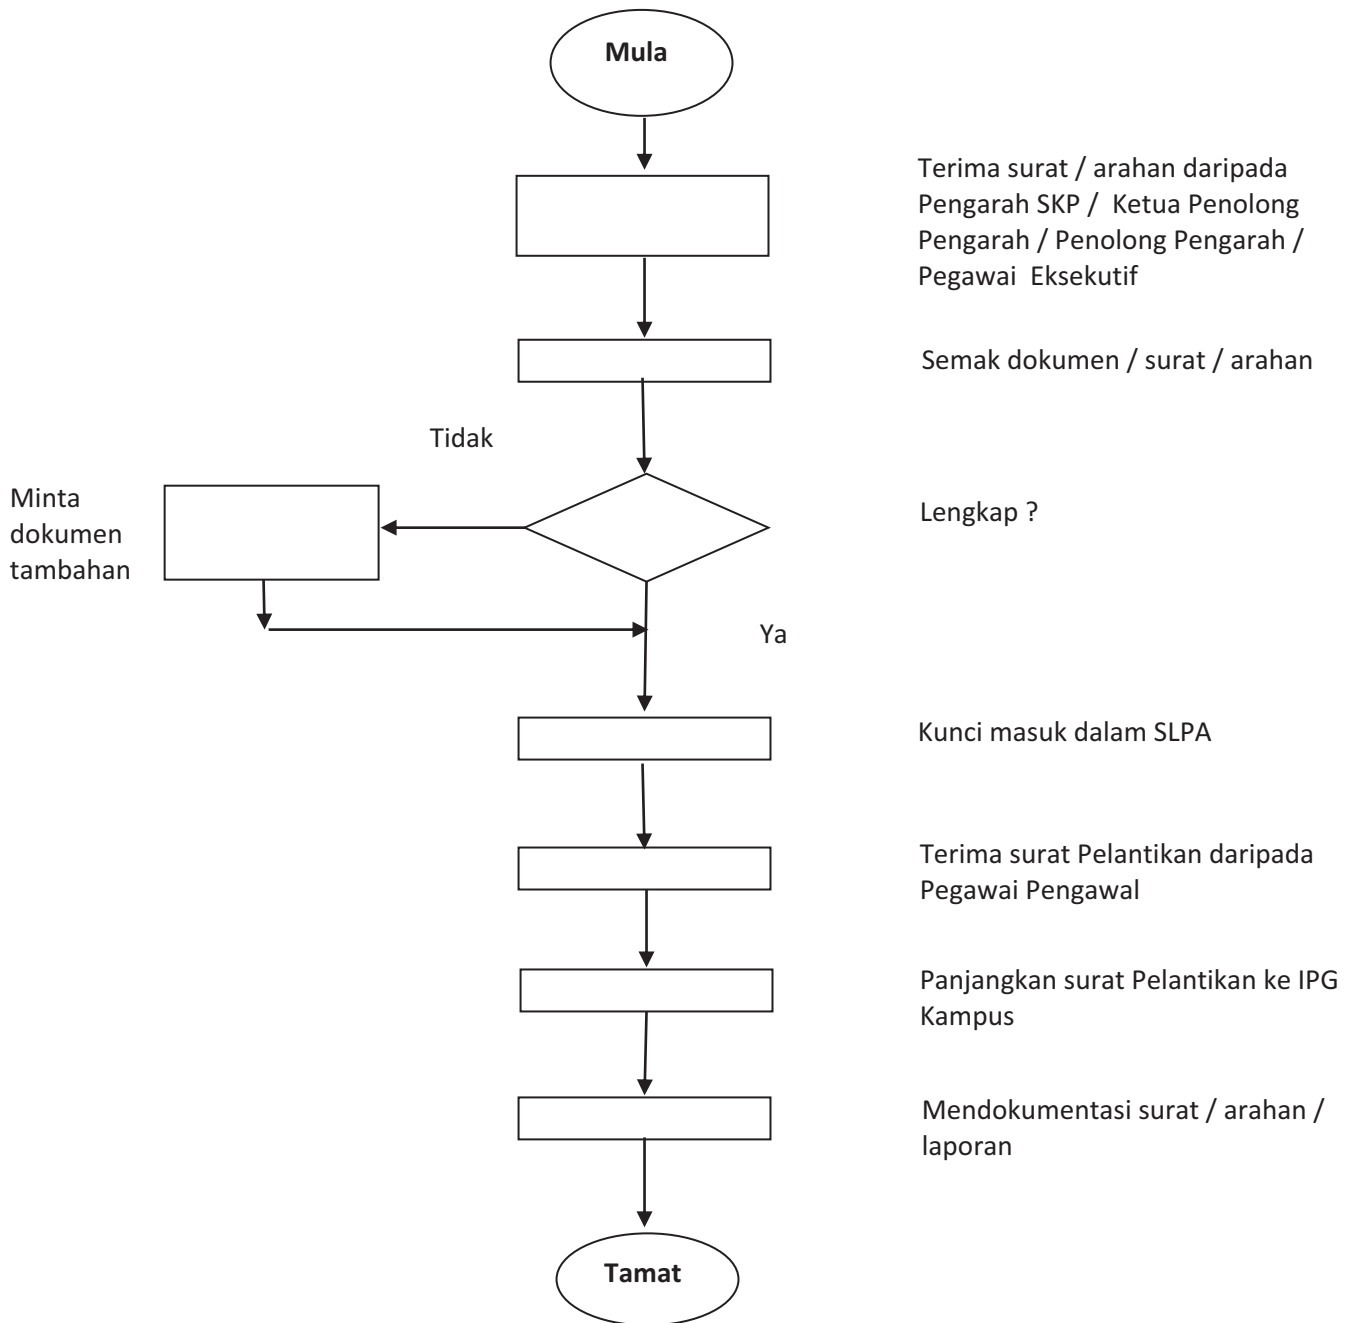 Mula
Terima surat / arahan daripada
Pengarah SKP /  Ketua Penolong
Pengarah / Penolong Pengarah /
Pegawai  Eksekutif
Semak dokumen / surat / arahan
Tidak
Minta
dokumen
tambahan
Lengkap ?
Ya
Kunci masuk dalam SLPA
Terima surat Pelantikan daripada
Pegawai Pengawal
Panjangkan surat Pelantikan ke IPG
Kampus
Mendokumentasi surat / arahan /
laporan
Tamat